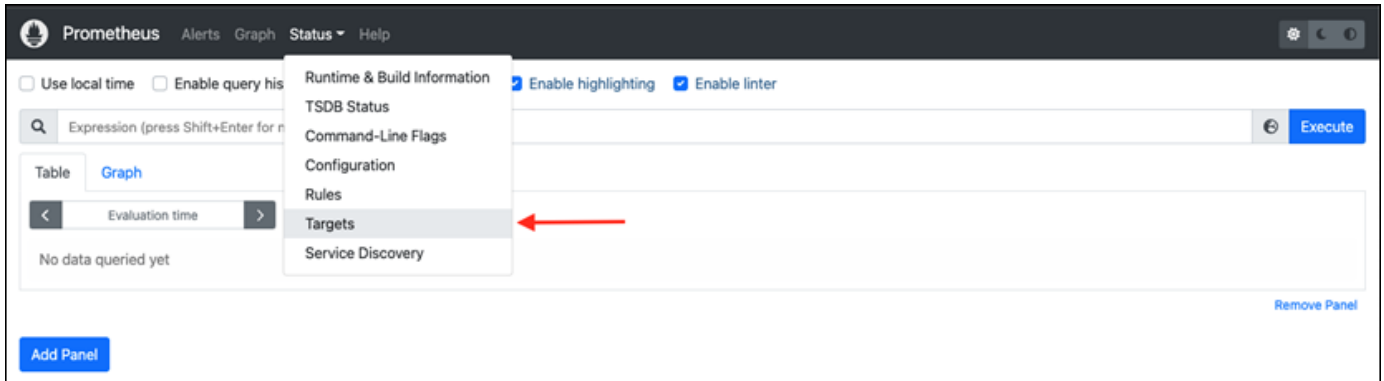 Prometheus Alerts Graph Status Help
Use local time Enable query his Enable highlighting Enable linter
Runtime & Build Information
TSDB Status
Command-Line Flags
Configuration
Rules
Targets
Service Discovery
Expression (press Shift+Enter for n Execute
Table Graph
Evaluation time
No data queried yet
Remove Panel
Add Panel